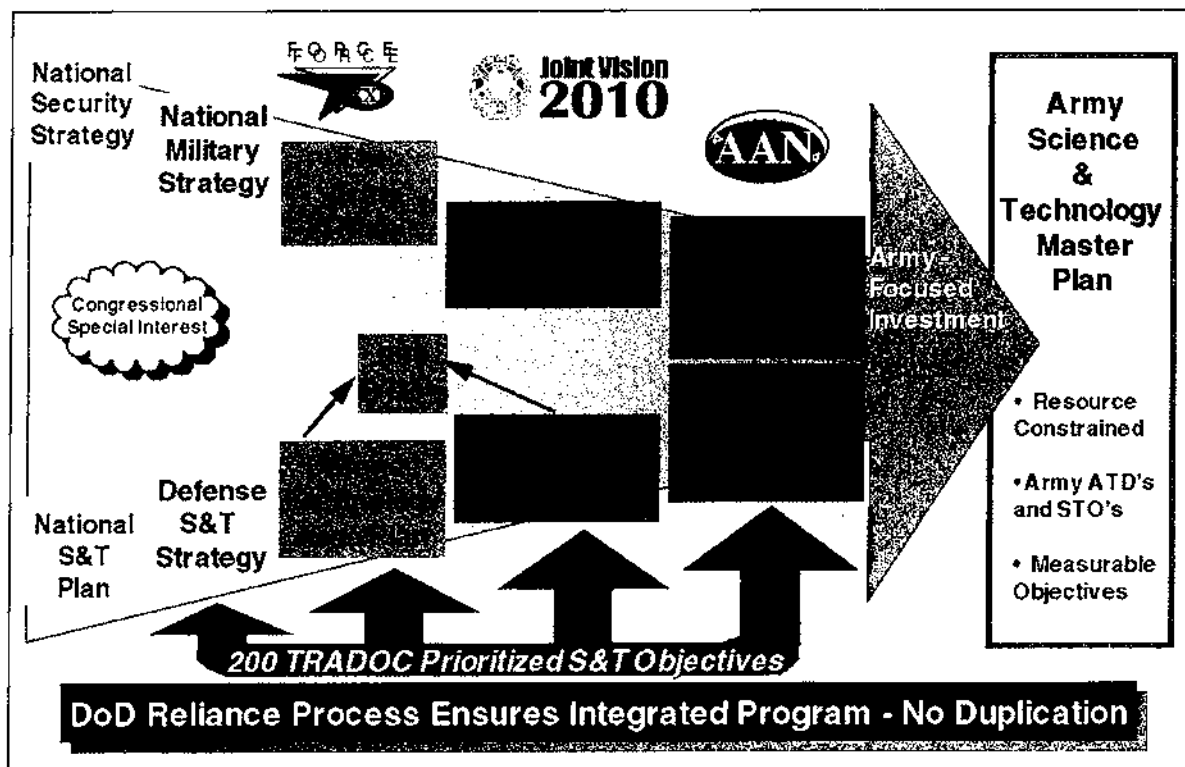 FORCE
XXI
Joint Vision
2010
AAN
National
Security
Strategy
National
Military
Strategy
Congressional
Special Interest
National
S&T
Plan
Defense
S&T
Strategy
Army -
Focused
Investment
Army
Science
&
Technology
Master
Plan
• Resource
Constrained
•Army ATD's
and STO's
• Measurable
Objectives
200 TRADOC Prioritized S&T Objectives
DoD Reliance Process Ensures Integrated Program - No Duplication